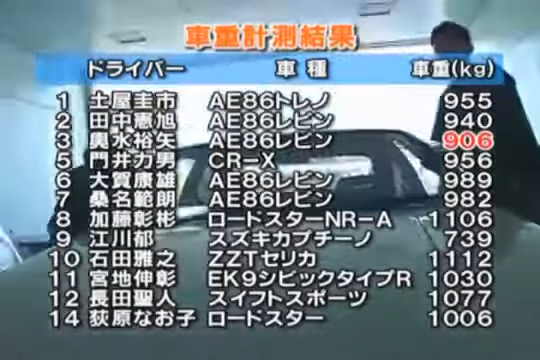 車重計測結果
ドライバー 車種 車重(kg)
1 土屋圭市 AE86トレノ 955
2 田中憲旭 AE86レビン 940
3 輿水裕矢 AE86レビン 906
5 門井力男 CR-X 956
6 大賀康雄 AE86レビン 989
7 桑名範朗 AE86レビン 982
8 加藤彰彬 ロードスターNR-A 1106
9 江川郁 スズキカプチーノ 739
10 石田雅之 ZZTセリカ 1112
11 宮地伸彰 EK9シビックタイプR 1030
12 長田聖人 スイフトスポーツ 1077
14 荻原なお子 ロードスター 1006